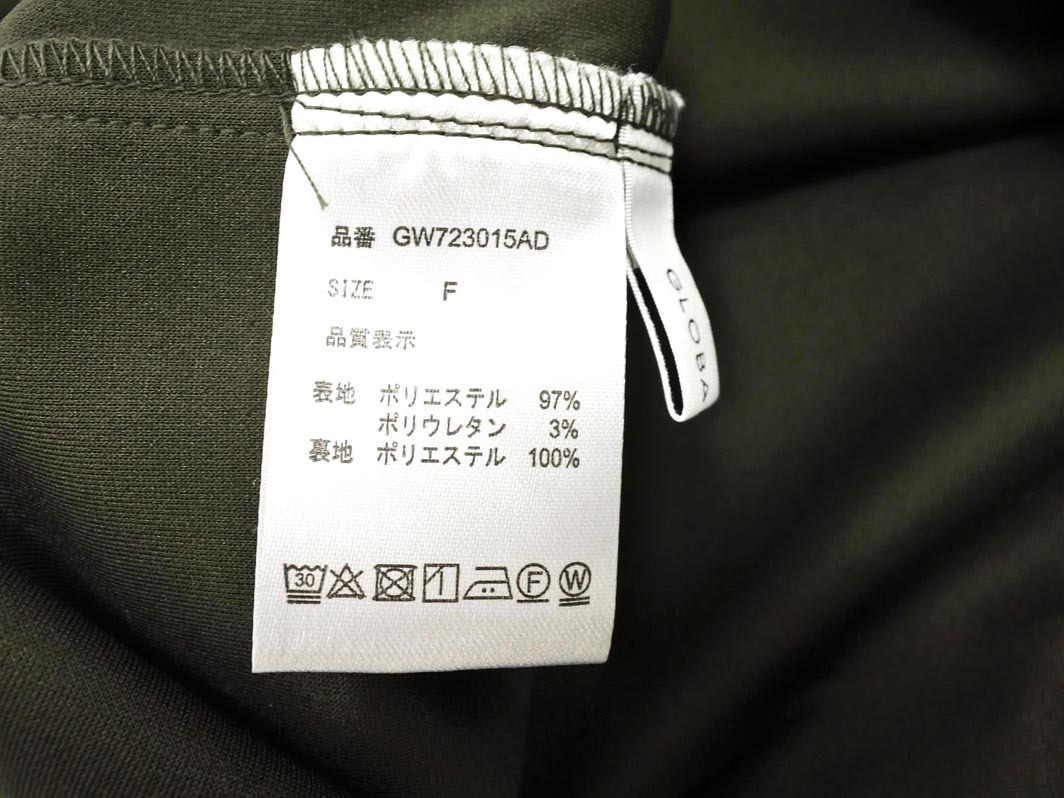 品番 GW723015AD
SIZE F
品質表示
表地 ポリエステル 97%
ポリウレタン 3%
裏地 ポリエステル 100%
30 F W
GLOBA